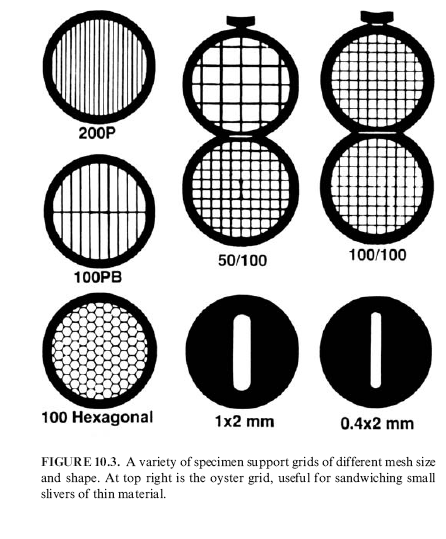 200P
50/100
100/100
100PB
100 Hexagonal
1x2 mm
0.4x2 mm
FIGURE 10.3. A variety of specimen support grids of different mesh size
and shape. At top right is the oyster grid, useful for sandwiching small
slivers of thin material.